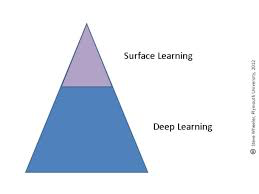 Surface Learning
Deep Learning
Steve Wheeler, Plymouth University, 2012